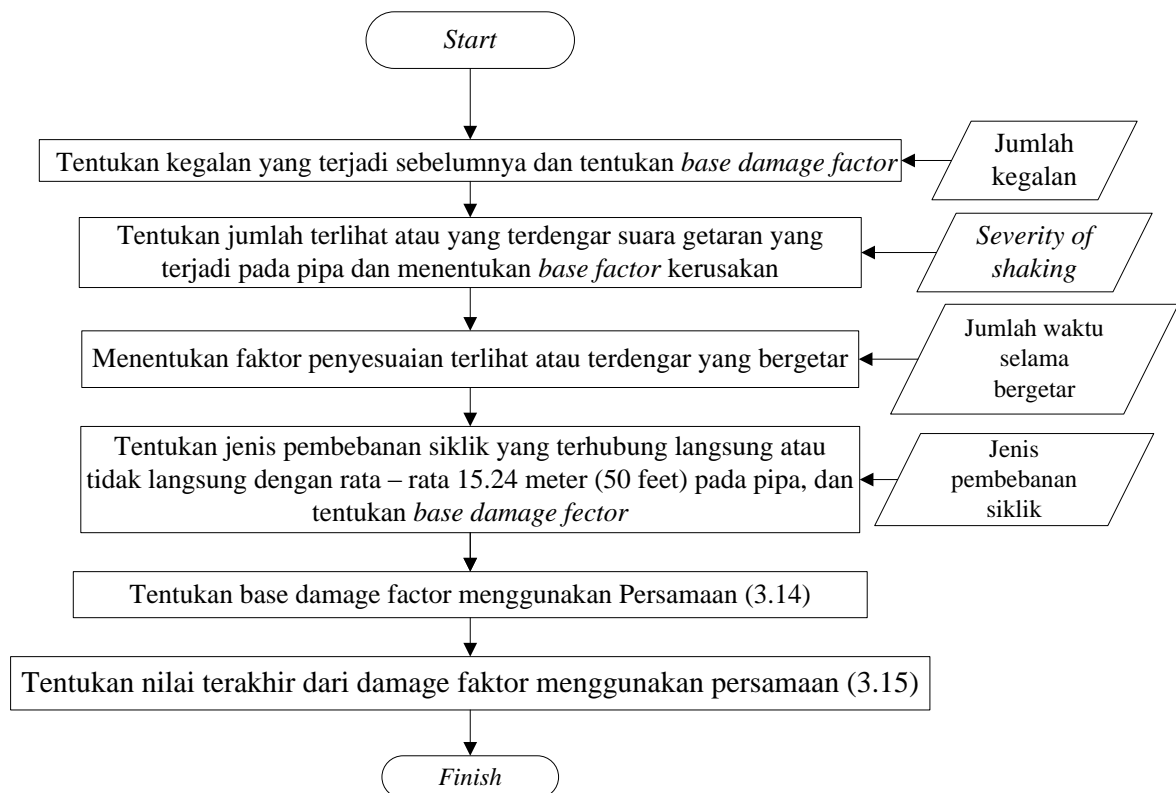 Start
Tentukan kegalan yang terjadi sebelumnya dan tentukan base damage factor
Jumlah
kegalan
Tentukan jumlah terlihat atau yang terdengar suara getaran yang
terjadi pada pipa dan menentukan base factor kerusakan
Severity of
shaking
Menentukan faktor penyesuaian terlihat atau terdengar yang bergetar
Jumlah waktu
selama
bergetar
Tentukan jenis pembebanan siklik yang terhubung langsung atau
tidak langsung dengan rata – rata 15.24 meter (50 feet) pada pipa, dan
tentukan base damage fector
Jenis
pembebanan
siklik
Tentukan base damage factor menggunakan Persamaan (3.14)
Tentukan nilai terakhir dari damage faktor menggunakan persamaan (3.15)
Finish